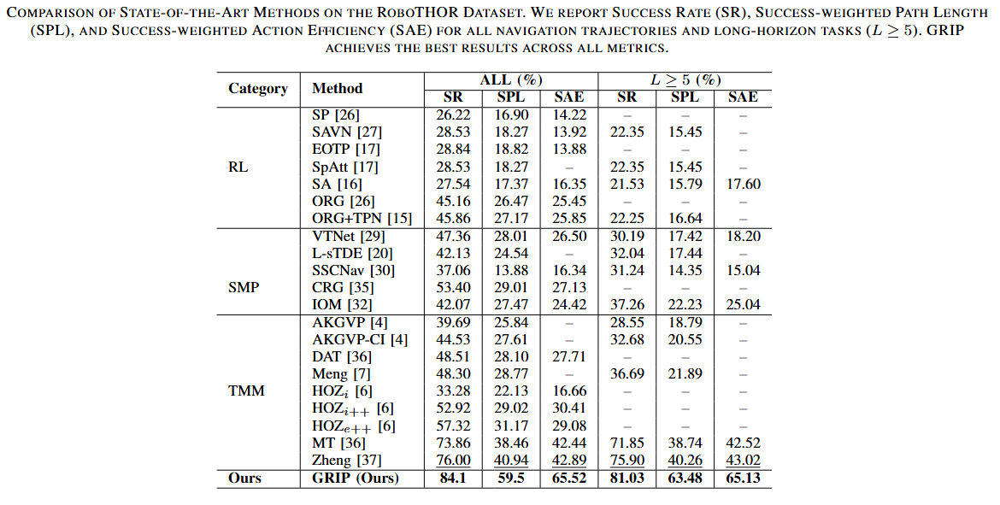 COMPARISON OF STATE-OF-THE-ART METHODS ON THE ROBOTHOR DATASET. WE REPORT SUCCESS RATE (SR), SUCCESS-WEIGHTED PATH LENGTH
(SPL), AND SUCCESS-WEIGHTED ACTION EFFICIENCY (SAE) FOR ALL NAVIGATION TRAJECTORIES AND LONG-HORIZON TASKS (L ≥ 5). GRIP
ACHIEVES THE BEST RESULTS ACROSS ALL METRICS.
Category Method ALL (%) L ≥ 5 (%)
SR SPL SAE SR SPL SAE
SP [26] 26.22 16.90 14.22 – – –
SAVN [27] 28.53 18.27 13.92 22.35 15.45 –
EOTP [17] 28.84 18.82 13.88 – – –
RL SpAtt [17] 28.53 18.27 – 22.35 15.45 –
SA [16] 27.54 17.37 16.35 21.53 15.79 17.60
ORG [26] 45.16 26.47 25.45 – – –
ORG+TPN [15] 45.86 27.17 25.85 22.25 16.64 –
VTNet [29] 47.36 28.01 26.50 30.19 17.42 18.20
L-sTDE [20] 42.13 24.54 – 32.04 17.44 –
SSCNav [30] 37.06 13.88 16.34 31.24 14.35 15.04
SMP CRG [35] 53.40 29.01 27.13 – – –
IOM [32] 42.07 27.47 24.42 37.26 22.23 25.04
AKGVP [4] 39.69 25.84 – 28.55 18.79 –
AKGVP-CI [4] 44.53 27.61 – 32.68 20.55 –
DAT [36] 48.51 28.10 27.71 – – –
Meng [7] 48.30 28.77 – 36.69 21.89 –
TMM HOZi [6] 33.28 22.13 16.66 – – –
HOZi++ [6] 52.92 29.02 30.41 – – –
HOZe++ [6] 57.32 31.17 29.08 – – –
MT [36] 73.86 38.46 42.44 71.85 38.74 42.52
Zheng [37] 76.00 40.94 42.89 75.90 40.26 43.02
Ours GRIP (Ours) 84.1 59.5 65.52 81.03 63.48 65.13